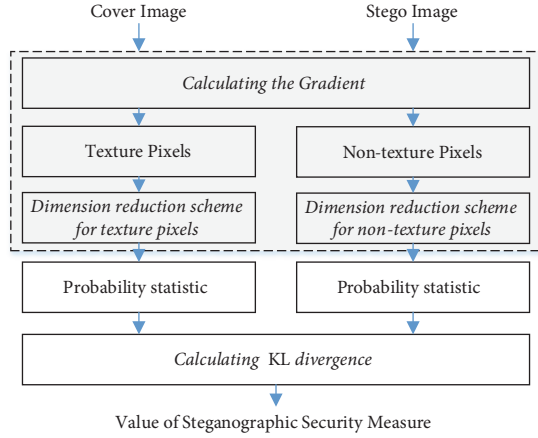 Cover Image
Stego Image
Calculating the Gradient
Texture Pixels
Non-texture Pixels
Dimension reduction scheme
for texture pixels
Dimension reduction scheme
for non-texture pixels
Probability statistic
Probability statistic
Calculating KL divergence
Value of Steganographic Security Measure